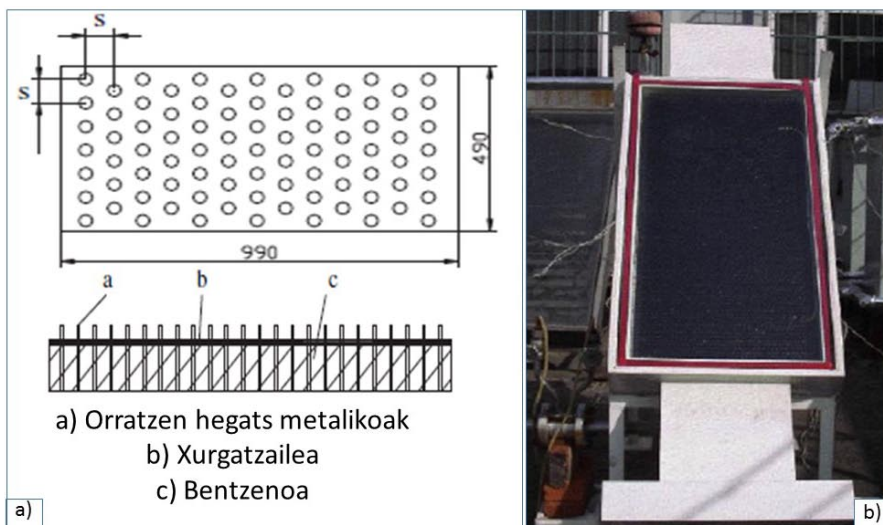 S
S
490
990
a
b
c
a) Orratzen hegats metalikoak
b) Xurgatzailea
c) Bentzenoa
a)
b)